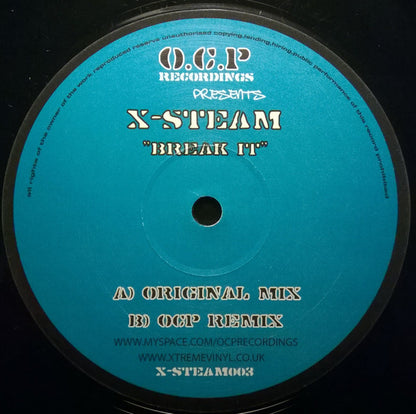 all rights of the owner of the work reproduced reserve unauthorised copying,lending,hiring,public performance of this record prohibited
O.C.P
RECORDINGS
PRESENTS
X-STEAM
"BREAK IT"
A) ORIGINAL MIX
B) OCP REMIX
WWW.MYSPACE.COM/OCPRECORDINGS
WWW.XTREMEVINYL.CO.UK
X-STEAM003